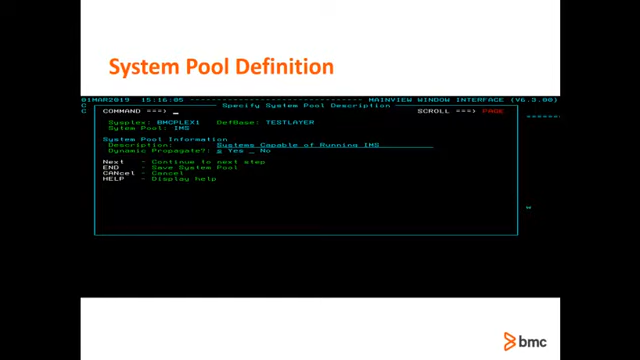 System Pool Definition
01MAR2019 15:16:05 ------------------------ MAINVIEW WINDOW INTERFACE (V6.3.00)
C ---------------- Specify System Pool Description ----------------
C COMMAND ===> _ SCROLL ===> PAGE
Sysplex: BMCPLEX1 DefBase: TESTLAYER
Sytem Pool: IMS
System Pool Information
Description: Systems Capable of Running IMS
Dynamic Propagate?: s Yes _ No
Next - Continue to next step
END - Save System Pool
CANcel - Cancel
HELP - Display help
bmc